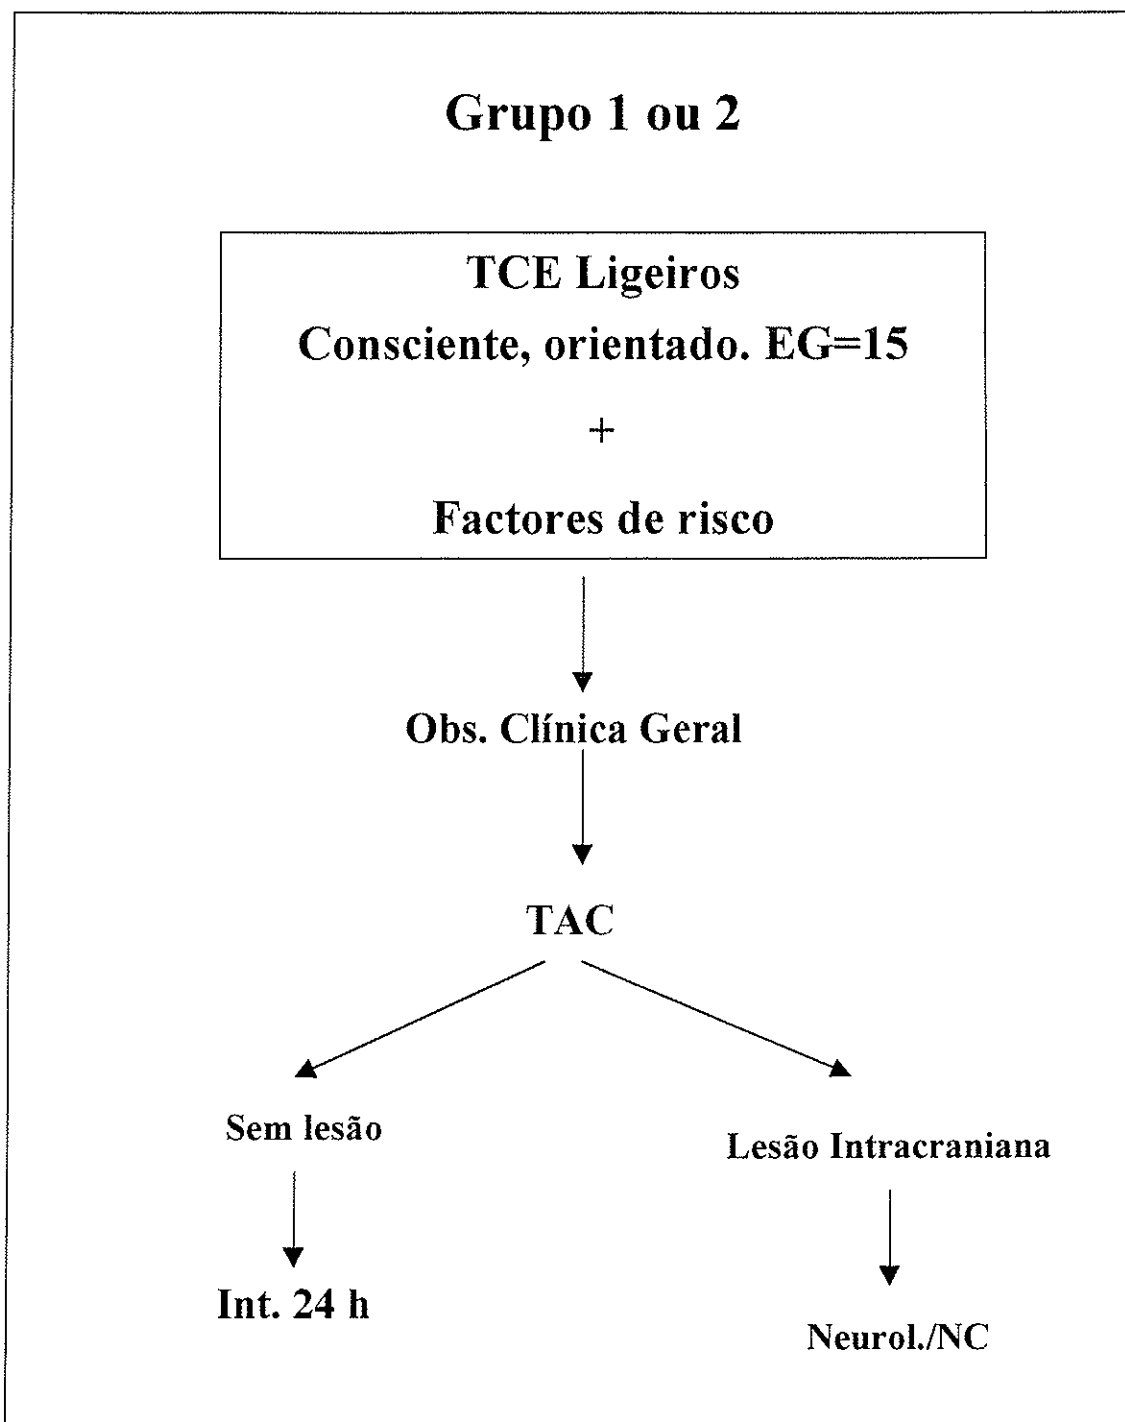 Grupo 1 ou 2
TCE Ligeiros
Consciente, orientado. EG=15
+
Factores de risco
Obs. Clínica Geral
TAC
Sem lesão
Lesão Intracraniana
Int. 24 h
Neurol./NC